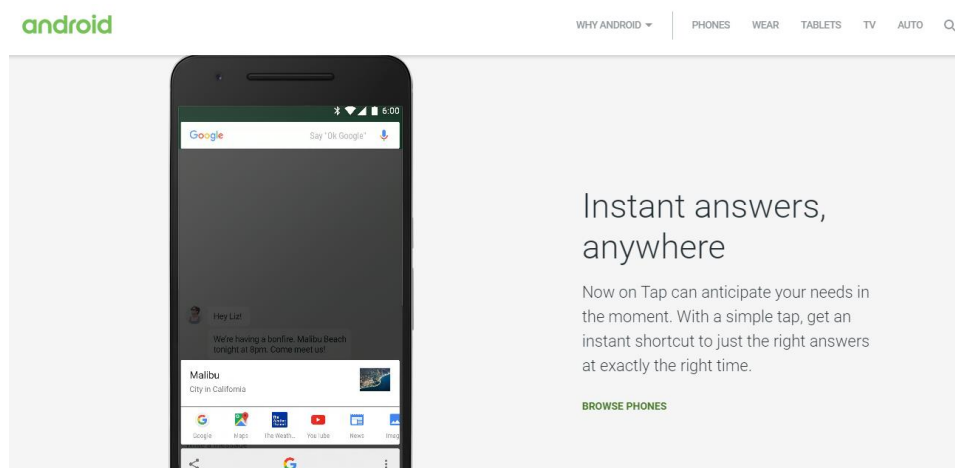 android
WHY ANDROID PHONES WEAR TABLETS TV AUTO
6:00
Google Say "Ok Google"
Hey Liz!
We're having a bonfire. Malibu Beach
tonight at 8pm. Come meet us!
Malibu
City in California
Google Maps The Weath... YouTube News Imag
Instant answers,
anywhere
Now on Tap can anticipate your needs in
the moment. With a simple tap, get an
instant shortcut to just the right answers
at exactly the right time.
BROWSE PHONES